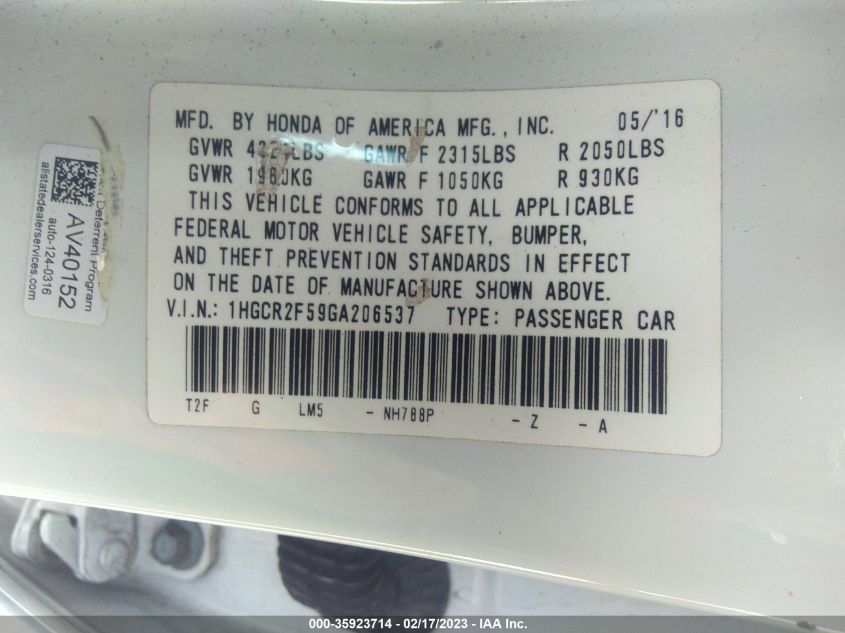 MFD. BY HONDA OF AMERICA MFG., INC. 05/'16
GVWR LBS GAWR F 2315LBS R 2050LBS
GVWR KG GAWR F 1050KG R 930KG
THIS VEHICLE CONFORMS TO ALL APPLICABLE
FEDERAL MOTOR VEHICLE SAFETY, BUMPER,
AND THEFT PREVENTION STANDARDS IN EFFECT
ON THE DATE OF MANUFACTURE SHOWN ABOVE.
V.I.N.: 1HGCR2F59GA206537 TYPE: PASSENGER CAR
T2F G LM5 - NH788P - Z - A
Deterrent Program
AV40152
auto-124-0316
allstatedealerservices.com
000-35923714 - 02/17/2023 - IAA Inc.